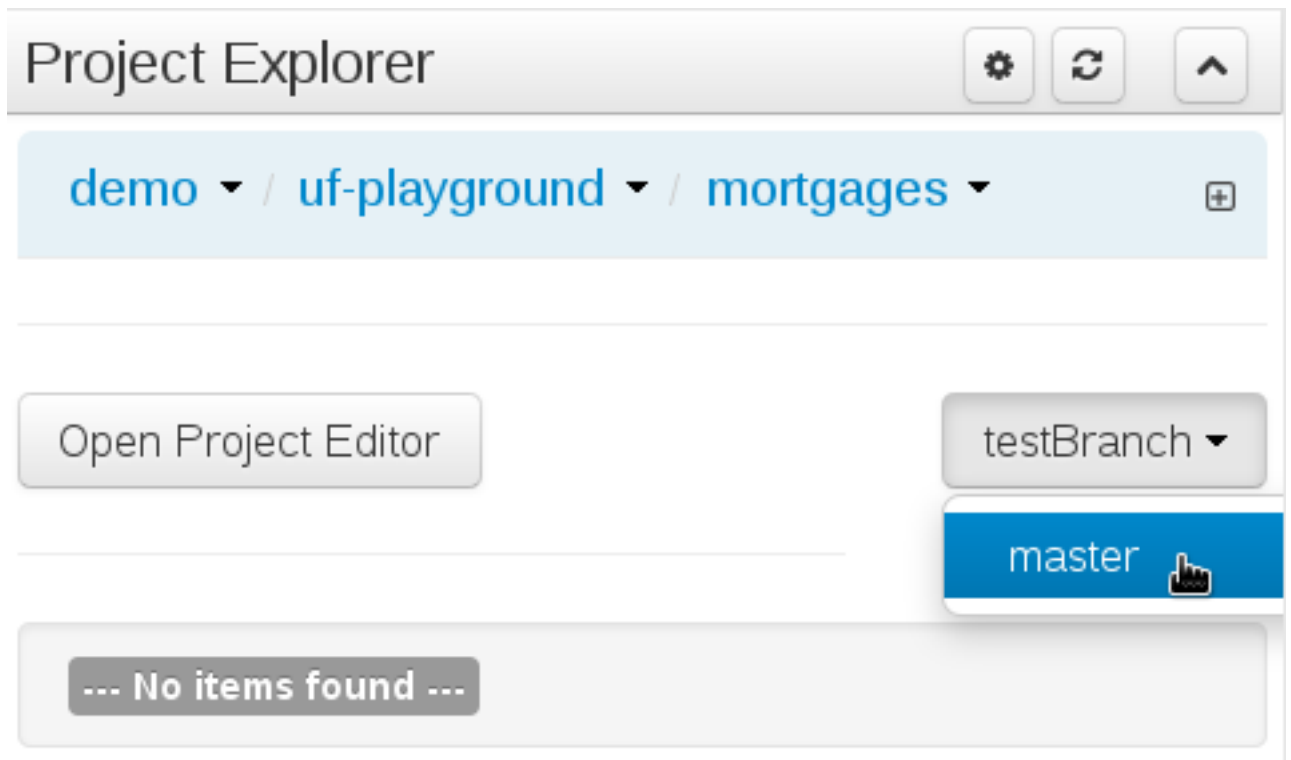 Project Explorer
demo / uf-playground / mortgages
Open Project Editor
testBranch
master
--- No items found ---